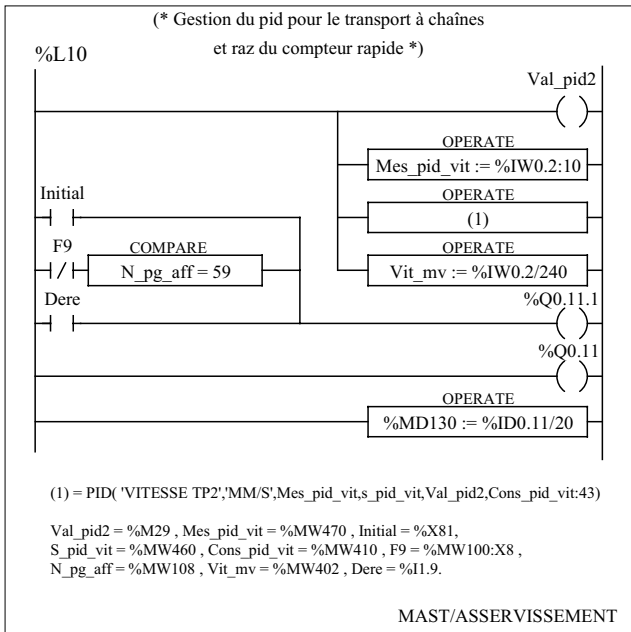 (* Gestion du pid pour le transport à chaînes
et raz du compteur rapide *)
%L10
Val_pid2
OPERATE
Mes_pid_vit := %IW0.2:10
OPERATE
(1)
Initial
OPERATE
Vit_mv := %IW0.2/240
F9
COMPARE
N_pg_aff = 59
Dere
%Q0.11.1
%Q0.11
OPERATE
%MD130 := %ID0.11/20
(1) = PID( 'VITESSE TP2','MM/S',Mes_pid_vit,s_pid_vit,Val_pid2,Cons_pid_vit:43)
Val_pid2 = %M29 , Mes_pid_vit = %MW470 , Initial = %X81,
S_pid_vit = %MW460 , Cons_pid_vit = %MW410 , F9 = %MW100:X8 ,
N_pg_aff = %MW108 , Vit_mv = %MW402 , Dere = %I1.9.
MAST/ASSERVISSEMENT